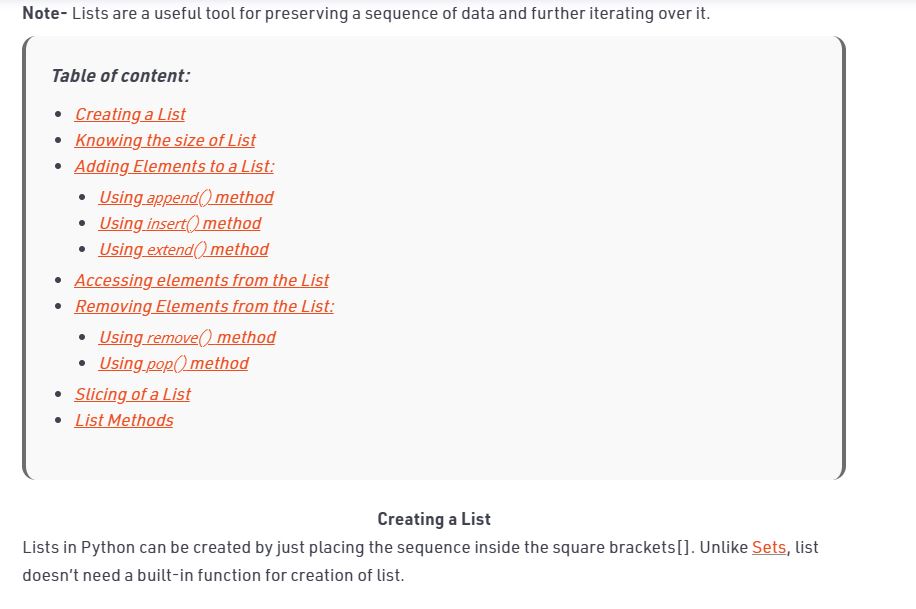 Note- Lists are a useful tool for preserving a sequence of data and further iterating over it.
Table of content:
Creating a List
Knowing the size of List
Adding Elements to a List:
Using append() method
Using insert() method
Using extend() method
Accessing elements from the List
Removing Elements from the List:
Using remove() method
Using pop() method
Slicing of a List
List Methods
Creating a List
Lists in Python can be created by just placing the sequence inside the square brackets[]. Unlike Sets, list
doesn't need a built-in function for creation of list.